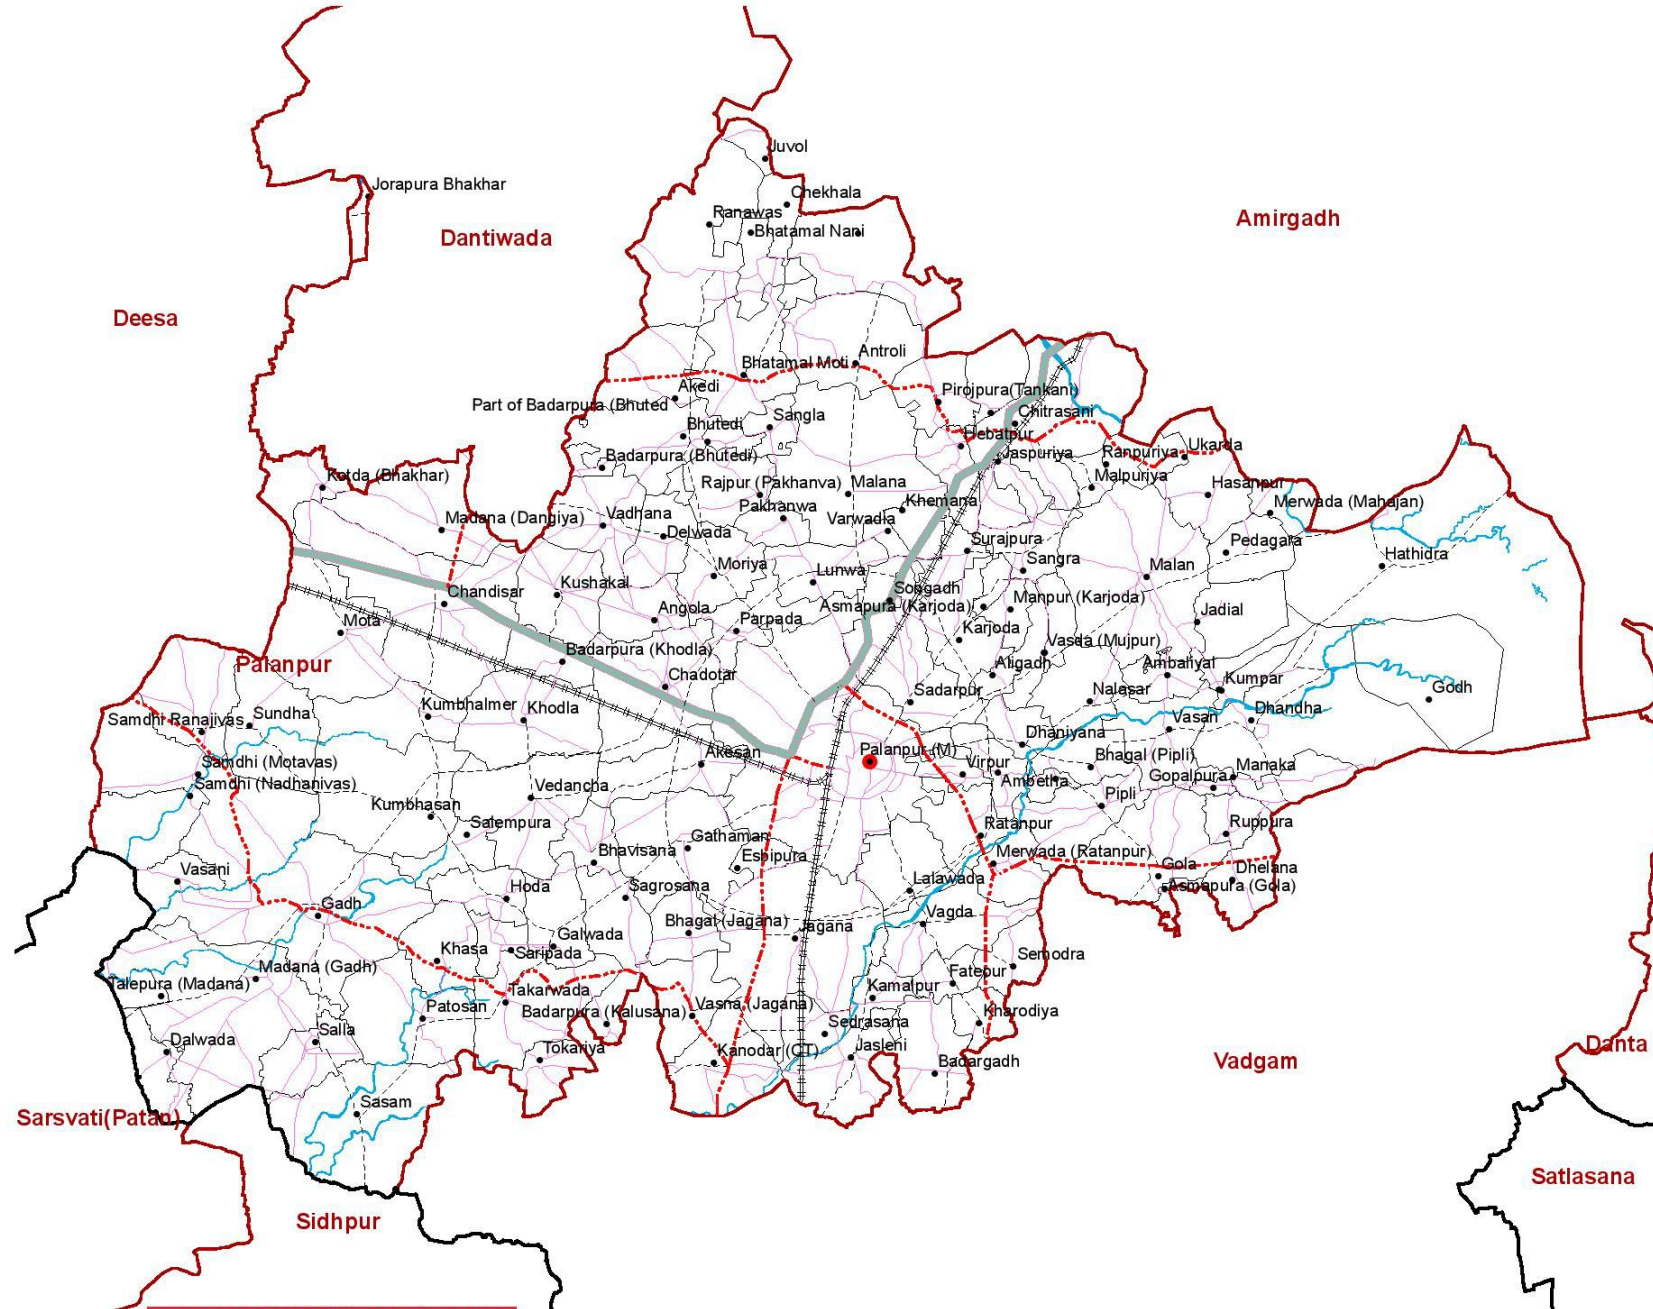 Juvol
Jorapura Bhakhar
Chekhala
Ranawas
Amirgadh
Bhatamal Nani
Dantiwada
Deesa
Antroli
Bhatamal Moti
Akedi
Pirojpura(Tankani)
Part of Badarpura (Bhuted
Sangla
Chitrasani
Bhutedi
Hebatpur
Ukarda
Badarpura (Bhutedi)
Jaspuriya
Ranpuriya
Kotda (Bhakhar)
Rajpur (Pakhanva)
Malana
Malpuriya
Hasanpur
Khemana
Merwada (Mahajan)
Pakhanwa
Madana (Dangiya)
Vadhana
Varwadia
Delwada
Surajpura
Pedagara
Hathidra
Sangra
Malan
Moriya
Lunwa
Kushakal
Chandisar
Songadh
Manpur (Karjoda)
Angola
Asmapura (Karjoda)
Jadial
Mota
Parpada
Karjoda
Badarpura (Khodla)
Vasda (Mujpur)
Palanpur
Aligadh
Ambaliyal
Chadotar
Kumpar
Sadarpur
Nalasar
Godh
Kumbhalmer
Khodla
Samdhi Ranajivas
Sundha
Vasan
Dhandha
Dhaniyana
Akesan
Palanpur (M)
Bhagal (Pipli)
Samdhi (Motavas)
Virpur
Manaka
Samdhi (Nadhanivas)
Vedancha
Ambetha
Gopalpura
Pipli
Kumbhasan
Salempura
Gathaman
Ratanpur
Ruppura
Bhavisana
Esbipura
Merwada (Ratanpur)
Vasani
Gola
Dhelana
Hoda
Sagrosana
Lalawada
Asmapura (Gola)
Gadh
Bhagal (Jagana)
Jagana
Vagda
Khasa
Galwada
Saripada
Semodra
Madana (Gadh)
Fatepur
Talepura (Madana)
Takarwada
Kamalpur
Patosan
Badarpura (Kalusana)
Vasna (Jagana)
Kharodiya
Salla
Sedrasana
Dalwada
Tokariya
Kanodar (CT)
Jasleni
Badargadh
Vadgam
Danta
Sasam
Sarsvati(Patan)
Satlasana
Sidhpur